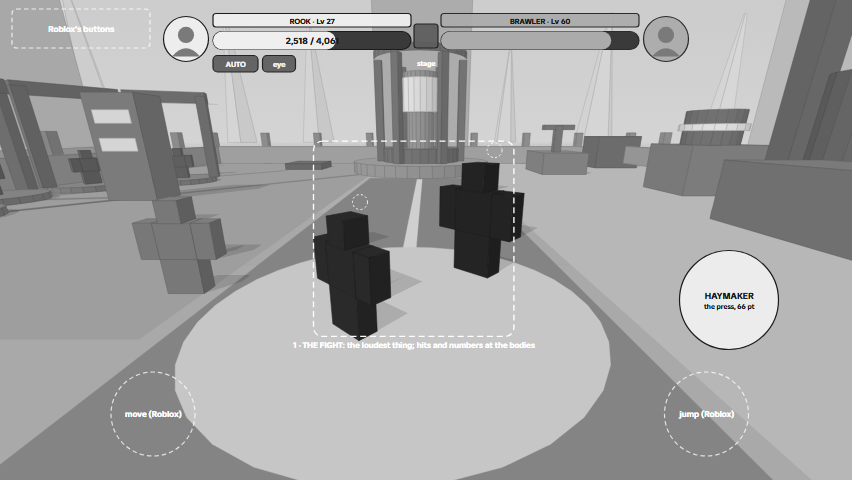 Roblox's buttons
ROOK · Lv 27
BRAWLER · Lv 60
2,518 / 4,061
AUTO
eye
stage
HAYMAKER
the press, 66 pt
1 · THE FIGHT: the loudest thing; hits and numbers at the bodies
move (Roblox)
jump (Roblox)